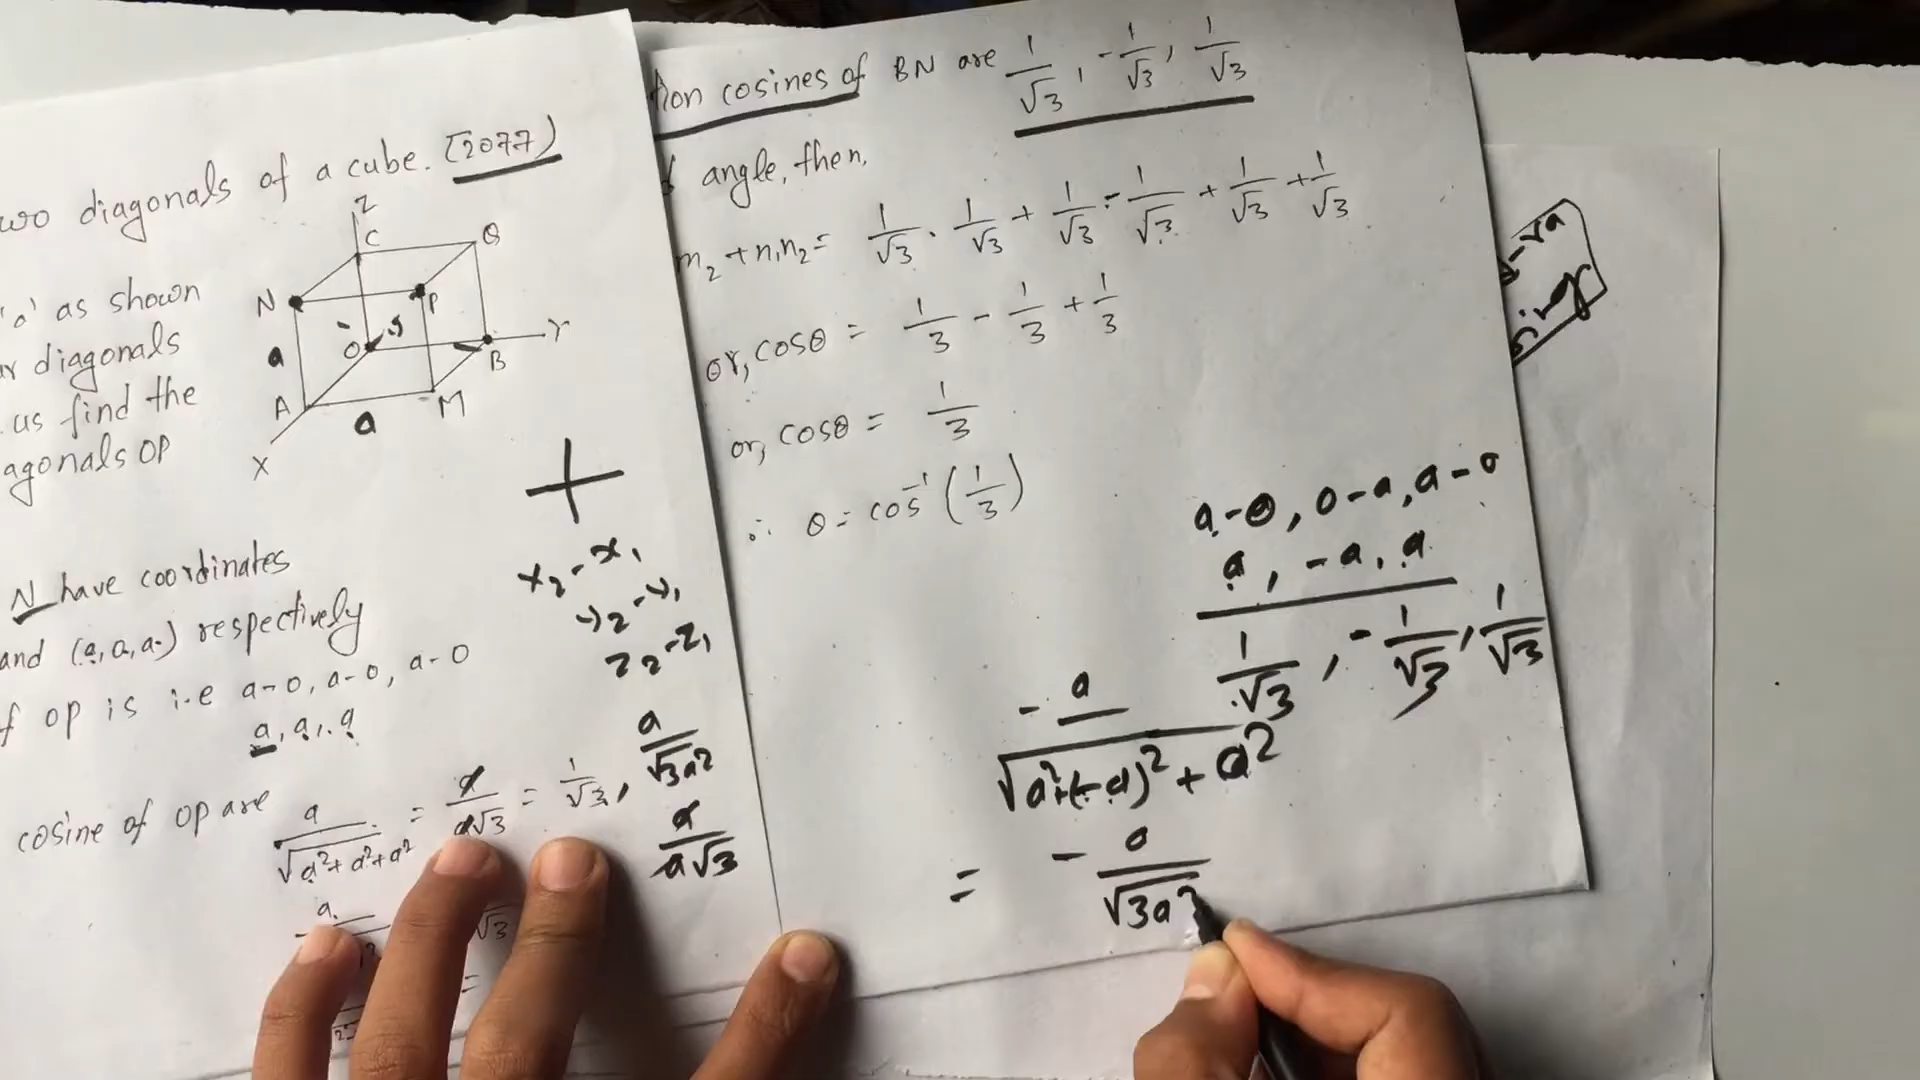 wo diagonals of a cube. [2077]
Z
C
Q
N
P
O
Y
B
a
A
M
a
X
'a' as shown
diagonals
us find the
agonals OP
N have coordinates
and (a,a,a) respectively
f op is i.e a-0, a-0, a-0
a, a, a
cosine of op are a/√a²+a²+a² = a/a√3 = 1/√3,
x₂-x₁
y₂-y₁
z₂-z₁
a/√3a²
a/a√3
tion cosines of BN are 1/√3, -1/√3, 1/√3
angle, then,
m₂+n₁n₂ = 1/√3 . 1/√3 + 1/√3 . -1/√3 + 1/√3 + 1/√3
or, cosθ = 1/3 - 1/3 + 1/3
or, cosθ = 1/3
∴ θ = cos⁻¹(1/3)
a-0, 0-a, a-0
a, -a, a
1/√3, -1/√3, 1/√3
-a/√a²+(-a)²+a²
= -a/√3a²